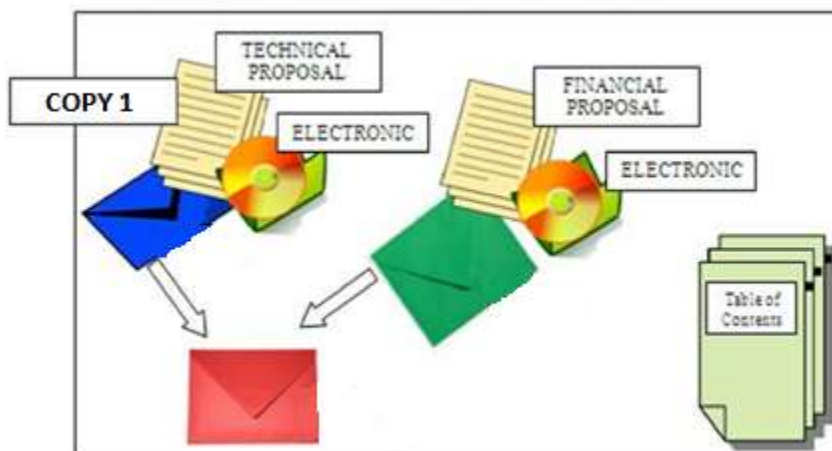 TECHNICAL
PROPOSAL
COPY 1
ELECTRONIC
FINANCIAL
PROPOSAL
ELECTRONIC
Table of
Contents